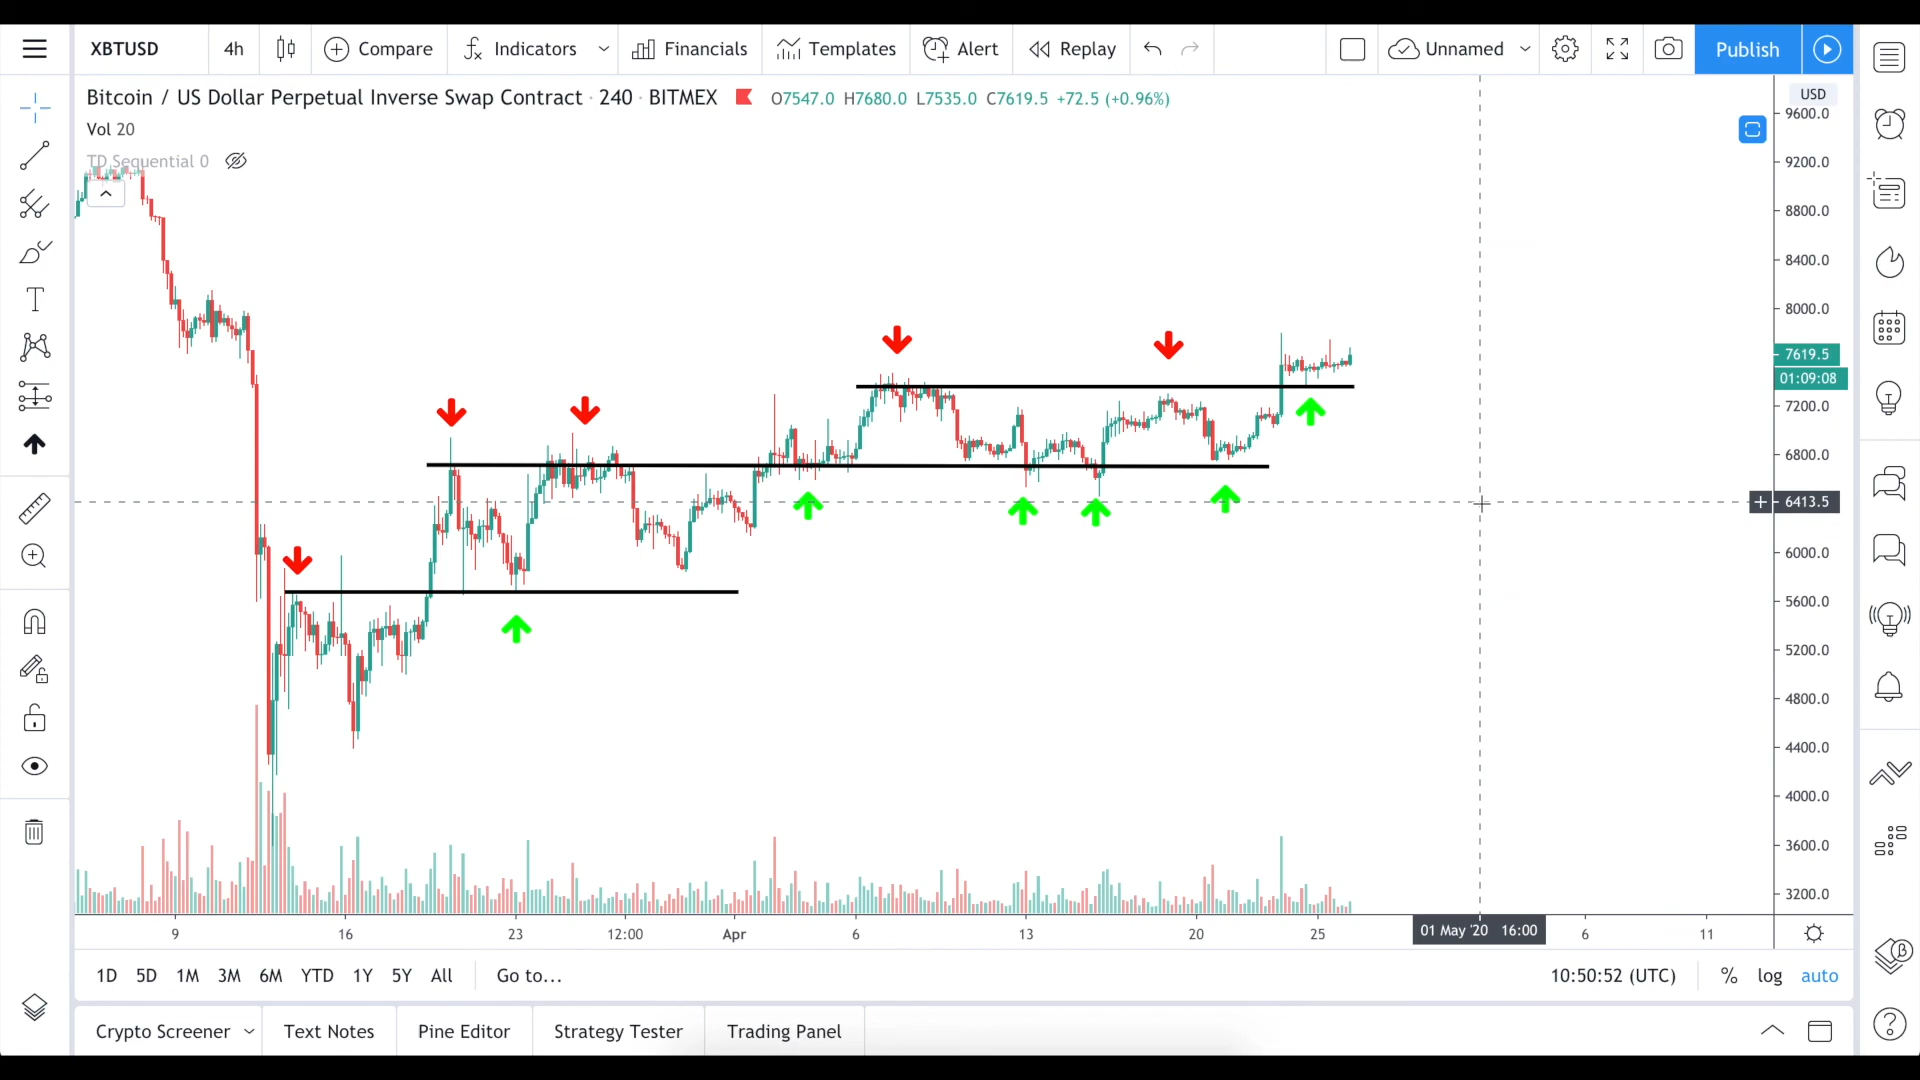 XBTUSD 4h Compare Indicators Financials Templates Alert Replay Unnamed Publish
Bitcoin / US Dollar Perpetual Inverse Swap Contract · 240 · BITMEX O7547.0 H7680.0 L7535.0 C7619.5 +72.5 (+0.96%)
USD
Vol 20
TD Sequential 0
9600.0
9200.0
8800.0
8400.0
8000.0
7619.5
01:09:08
7200.0
6800.0
6413.5
6000.0
5600.0
5200.0
4800.0
4400.0
4000.0
3600.0
3200.0
9 16 23 12:00 Apr 6 13 20 25 01 May '20 16:00 6 11
1D 5D 1M 3M 6M YTD 1Y 5Y All Go to... 10:50:52 (UTC) % log auto
Crypto Screener Text Notes Pine Editor Strategy Tester Trading Panel